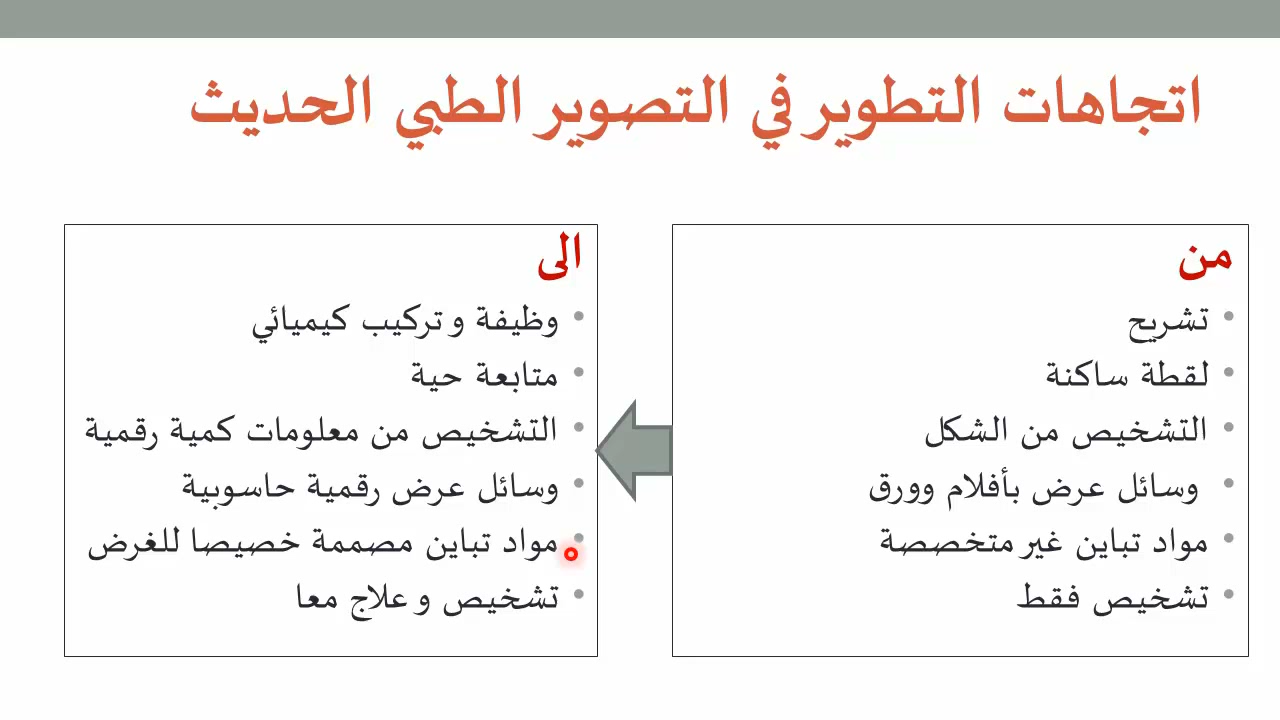 اتجاهات التطوير في التصوير الطبي الحديث
من
تشريح
لقطة ساكنة
التشخيص من الشكل
وسائل عرض بأفلام وورق
مواد تباين غير متخصصة
تشخيص فقط
الى
وظيفة و تركيب كيميائي
متابعة حية
التشخيص من معلومات كمية رقمية
وسائل عرض رقمية حاسوبية
مواد تباين مصممة خصيصا للغرض
تشخيص و علاج معا